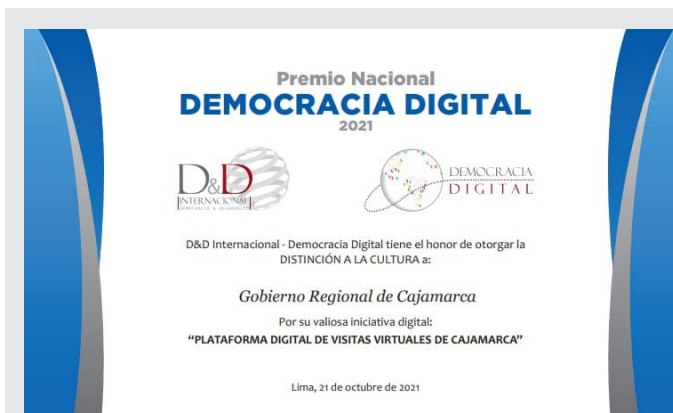 Premio Nacional
DEMOCRACIA DIGITAL
2021
D&D
INTERNACIONAL
DEMOCRACIA & DESARROLLO
DEMOCRACIA
DIGITAL
D&D Internacional - Democracia Digital tiene el honor de otorgar la
DISTINCIÓN A LA CULTURA a:
Gobierno Regional de Cajamarca
Por su valiosa iniciativa digital:
“PLATAFORMA DIGITAL DE VISITAS VIRTUALES DE CAJAMARCA”
Lima, 21 de octubre de 2021